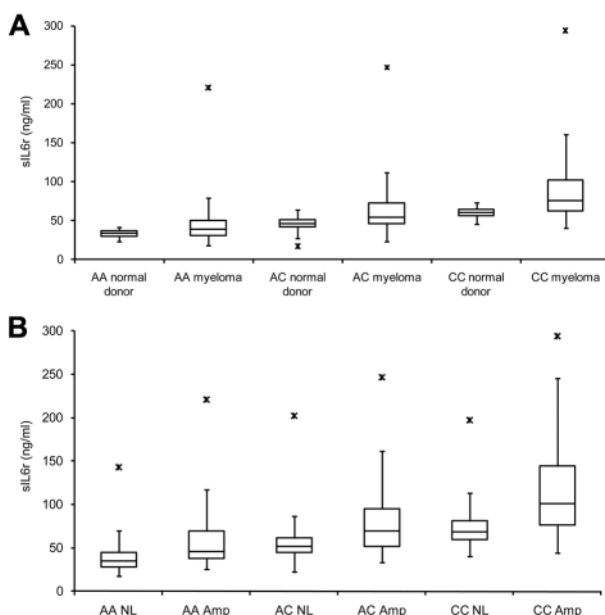 A
300
250
200
150
100
50
0
sIL6r (ng/ml)
AA normal donor
AA myeloma
AC normal donor
AC myeloma
CC normal donor
CC myeloma
B
300
250
200
150
100
50
0
sIL6r (ng/ml)
AA NL
AA Amp
AC NL
AC Amp
CC NL
CC Amp